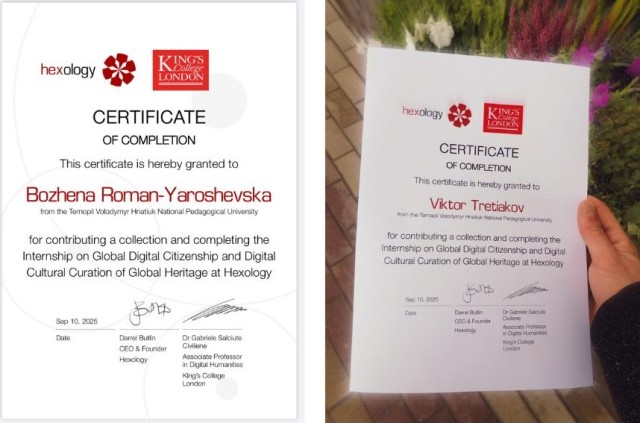 hexology
KING'S
College
LONDON
CERTIFICATE
OF COMPLETION
This certificate is hereby granted to
Bozhena Roman-Yaroshevska
from the Ternopil Volodymyr Hnatiuk National Pedagogical University
for contributing a collection and completing the
Internship on Global Digital Citizenship and Digital
Cultural Curation of Global Heritage at Hexology
Sep 10, 2025
Date
Darrel Butlin
CEO & Founder
Hexology
Dr Gabriele Salciute
Civiliene
Associate Professor
in Digital Humanities
King's College
London
hexology
KING'S
College
LONDON
CERTIFICATE
OF COMPLETION
This certificate is hereby granted to
Viktor Tretiakov
from the Ternopil Volodymyr Hnatiuk National Pedagogical University
for contributing a collection and completing the
Internship on Global Digital Citizenship and Digital
Cultural Curation of Global Heritage at Hexology
Sep 10, 2025
Date
Darrel Butlin
CEO & Founder
Hexology
Dr Gabriele Salciute
Civiliene
Associate Professor
in Digital Humanities
King's College
London